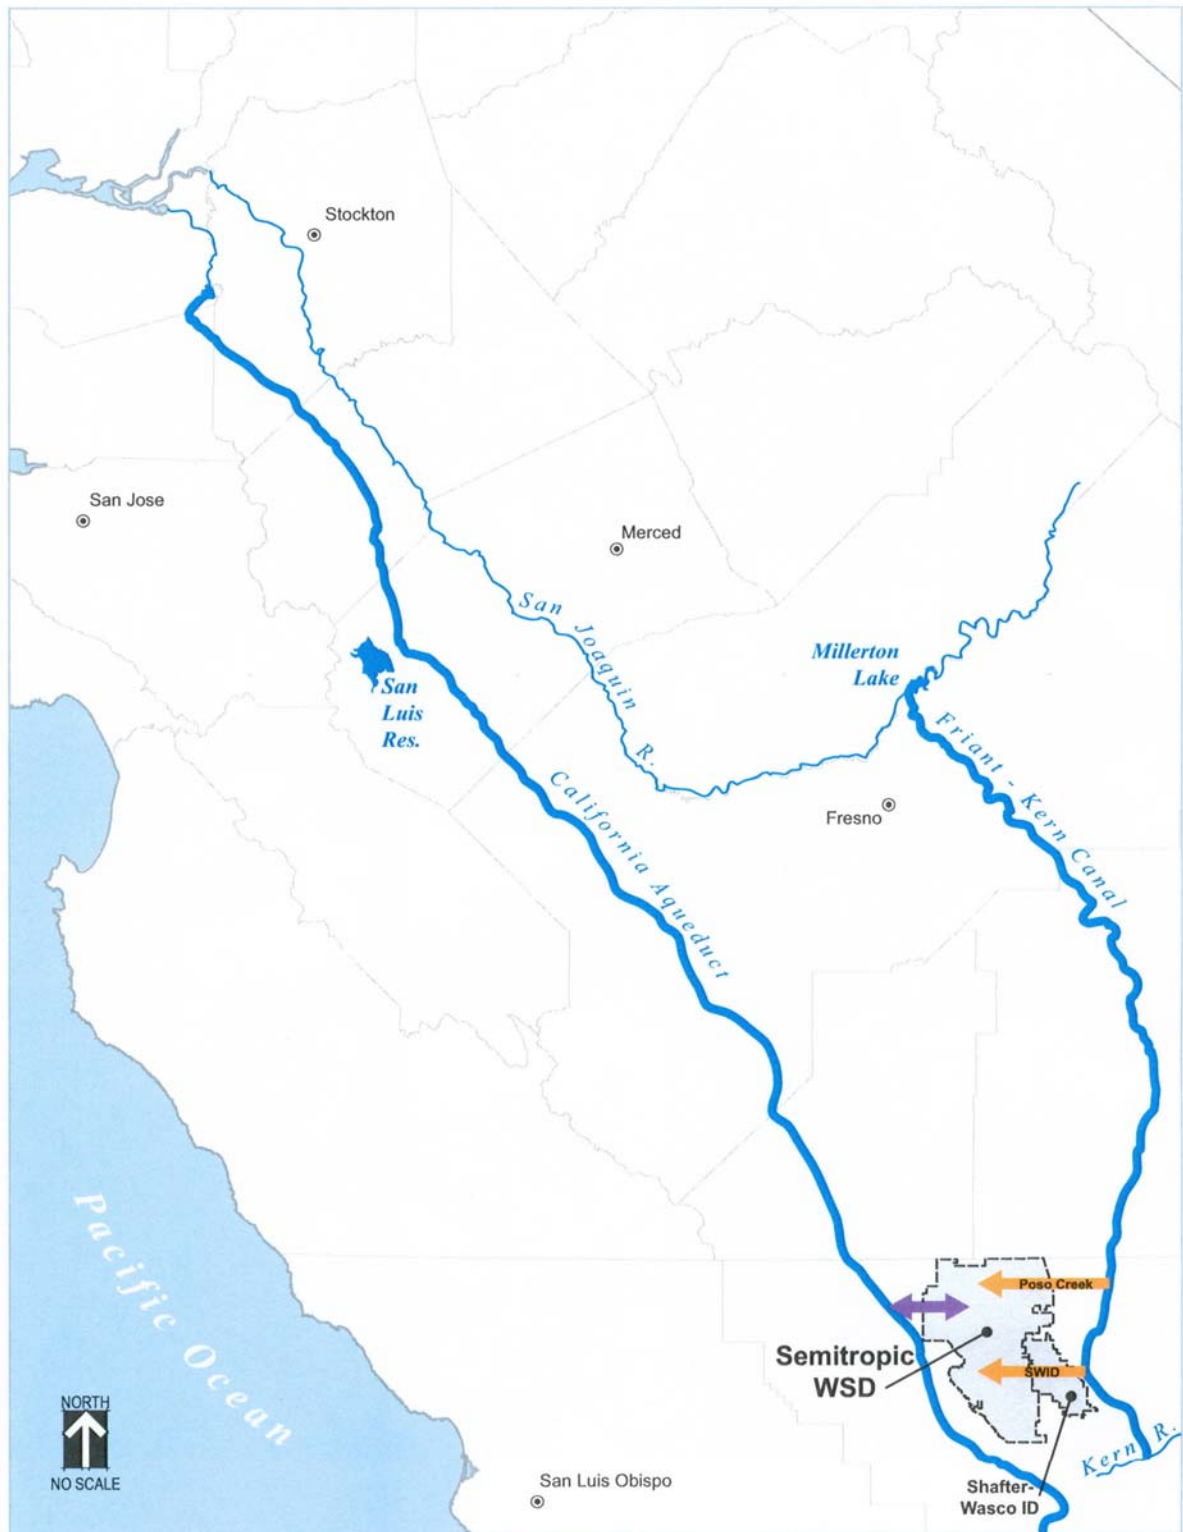 Stockton
San Jose
Merced
San Joaquin R.
Millerton
Lake
San
Luis
Res.
Friant - Kern Canal
California Aqueduct
Fresno
Pacific Ocean
Poso Creek
Semitropic
WSD
SWID
NORTH
NO SCALE
Kern R.
San Luis Obispo
Shafter-
Wasco ID